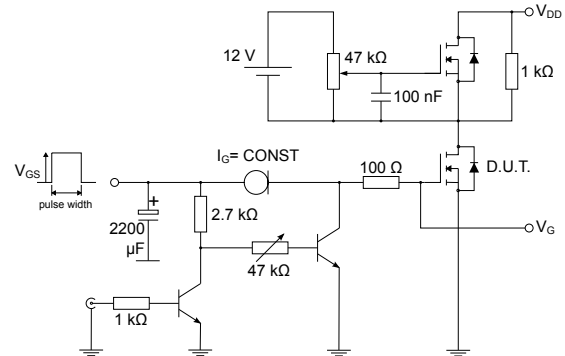 V_DD
12 V
47 kΩ
1 kΩ
100 nF
I_G= CONST
V_GS
100 Ω
D.U.T.
pulse width
+
2200
μF
2.7 kΩ
V_G
47 kΩ
1 kΩ